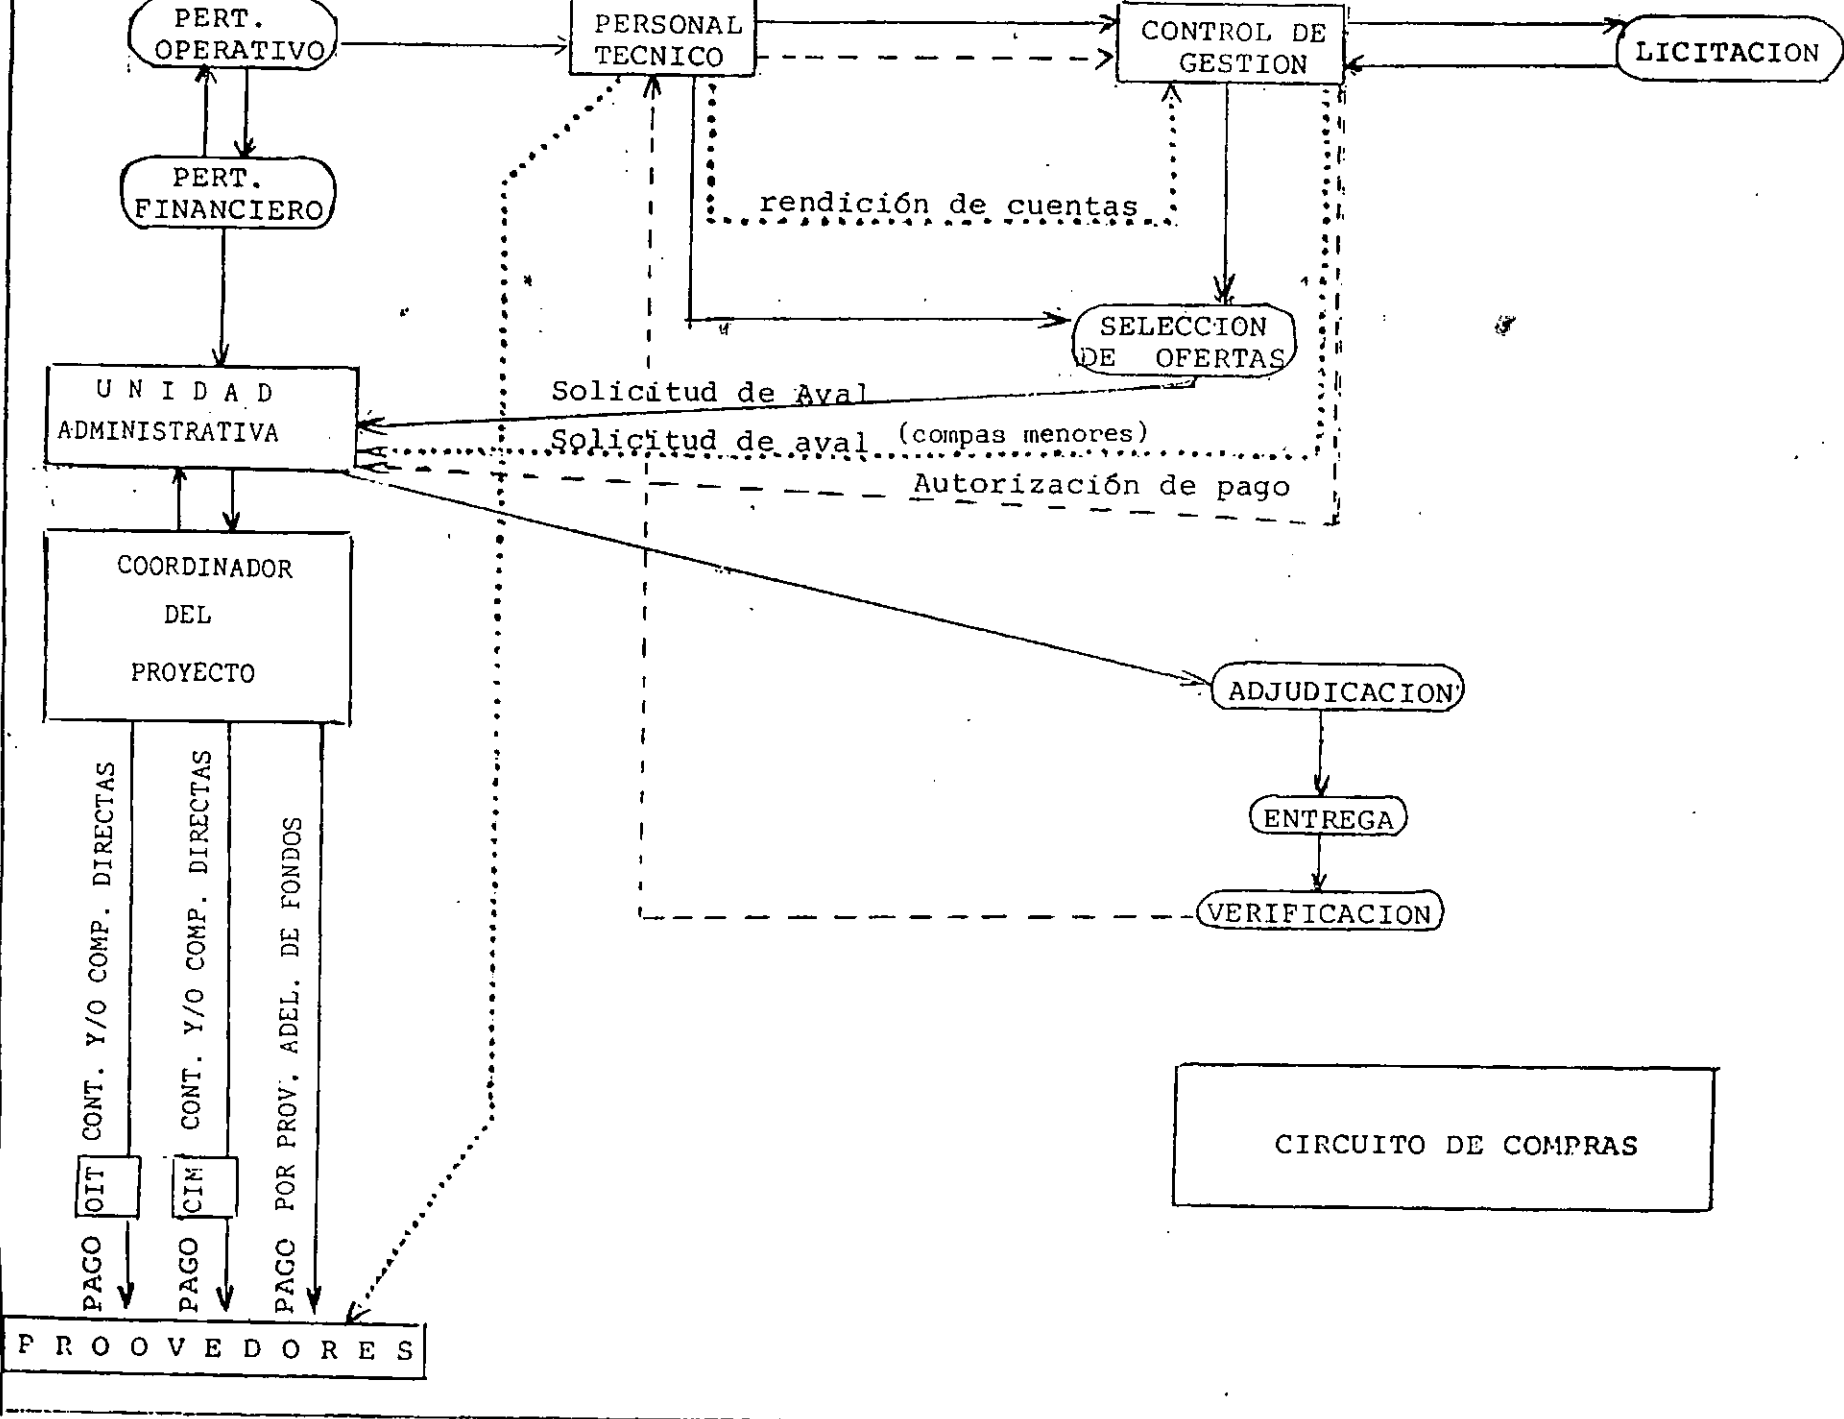 PERT.
OPERATIVO
PERSONAL
TECNICO
CONTROL DE
GESTION
LICITACION
PERT.
FINANCIERO
rendición de cuentas
SELECCION
DE OFERTAS
U N I D A D
ADMINISTRATIVA
Solicitud de Aval
Solicitud de aval (compas menores)
Autorización de pago
COORDINADOR
DEL
PROYECTO
ADJUDICACION
ENTREGA
VERIFICACION
PAGO OIT CONT. Y/O COMP. DIRECTAS
PAGO CIM CONT. Y/O COMP. DIRECTAS
PAGO POR PROV. ADEL. DE FONDOS
CIRCUITO DE COMPRAS
P R O O V E D O R E S